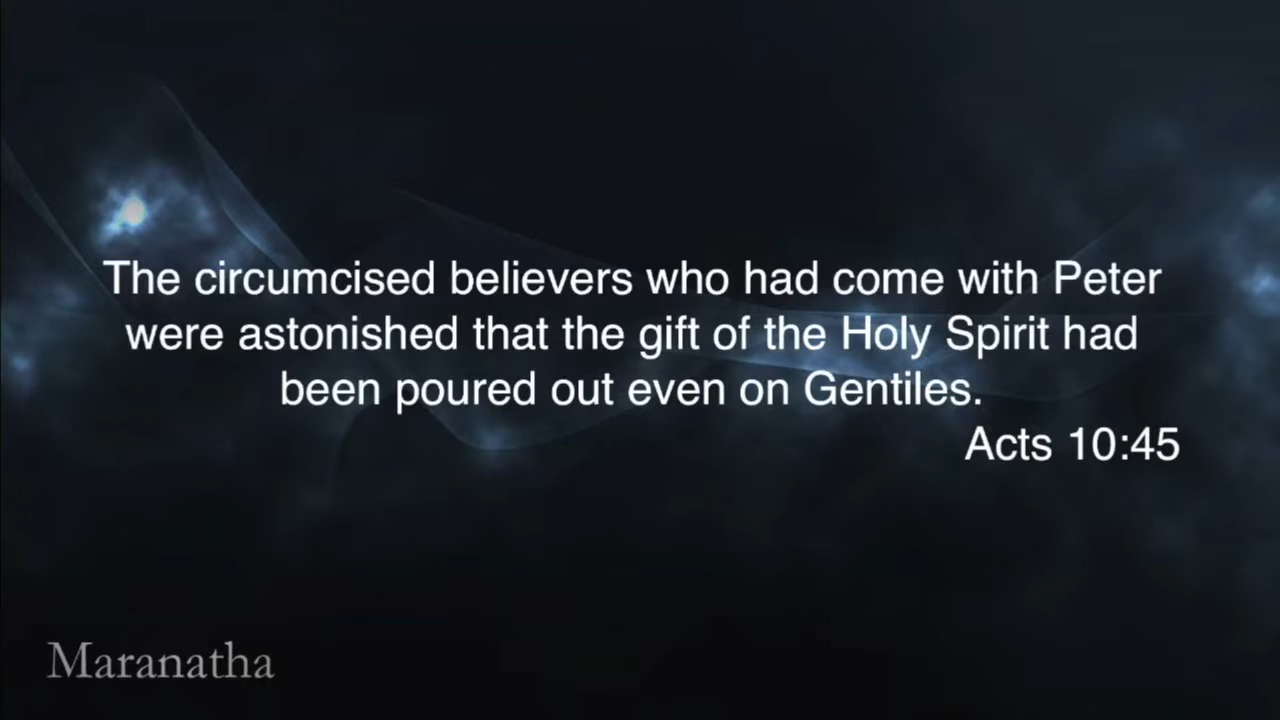 The circumcised believers who had come with Peter
were astonished that the gift of the Holy Spirit had
been poured out even on Gentiles.
Acts 10:45
Maranatha